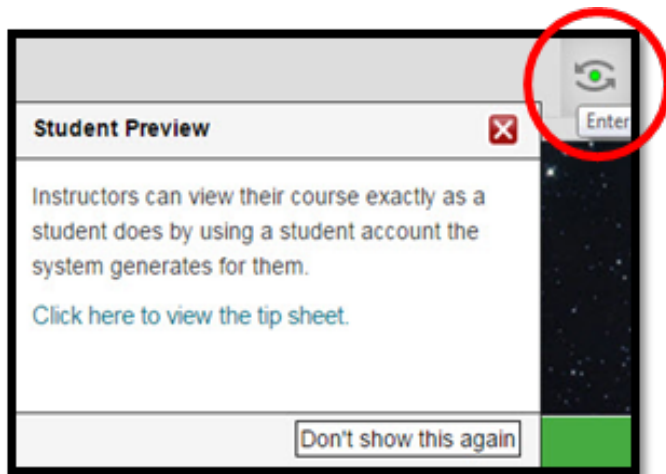 Student Preview
Enter
Instructors can view their course exactly as a
student does by using a student account the
system generates for them.
Click here to view the tip sheet.
Don't show this again